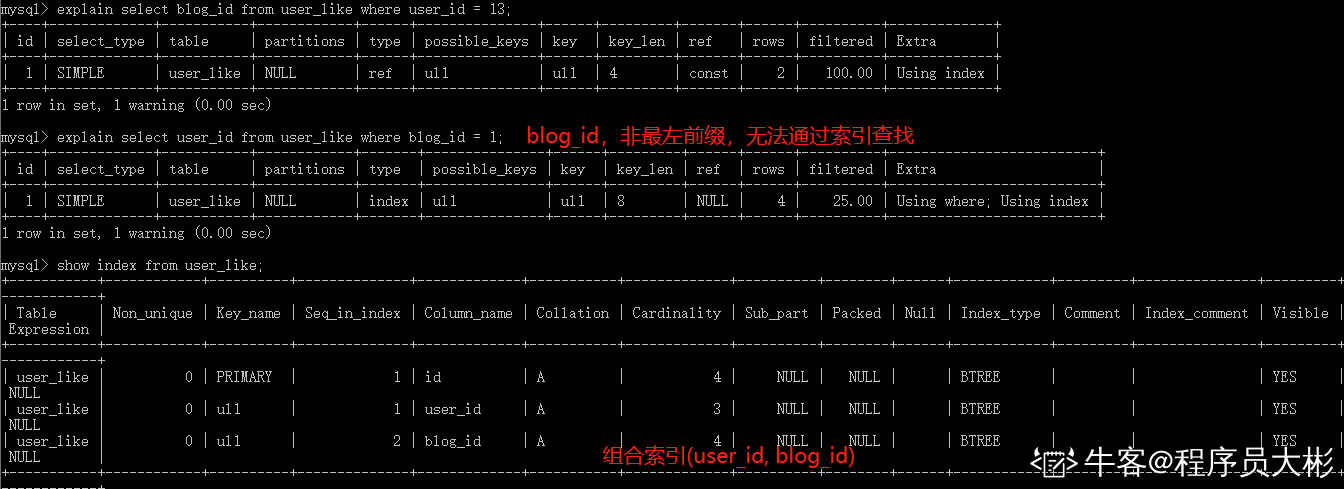 mysql> explain select blog_id from user_like where user_id = 13;
| id | select_type | table | partitions | type | possible_keys | key | key_len | ref | rows | filtered | Extra |
| 1 | SIMPLE | user_like | NULL | ref | ull | ull | 4 | const | 2 | 100.00 | Using index |
1 row in set, 1 warning (0.00 sec)
mysql> explain select user_id from user_like where blog_id = 1; blog_id，非最左前缀，无法通过索引查找
| id | select_type | table | partitions | type | possible_keys | key | key_len | ref | rows | filtered | Extra |
| 1 | SIMPLE | user_like | NULL | index | ull | ull | 8 | NULL | 4 | 25.00 | Using where; Using index |
1 row in set, 1 warning (0.00 sec)
mysql> show index from user_like;
| Table | Non_unique | Key_name | Seq_in_index | Column_name | Collation | Cardinality | Sub_part | Packed | Null | Index_type | Comment | Index_comment | Visible |
Expression |
| user_like | 0 | PRIMARY | 1 | id | A | 4 | NULL | NULL | | BTREE | | | YES |
NULL |
| user_like | 0 | ull | 1 | user_id | A | 3 | NULL | NULL | | BTREE | | | YES |
NULL |
| user_like | 0 | ull | 2 | blog_id | A | 4 | NULL | NULL | | BTREE | | | YES |
NULL |
组合索引(user_id, blog_id)
牛客@程序员大彬